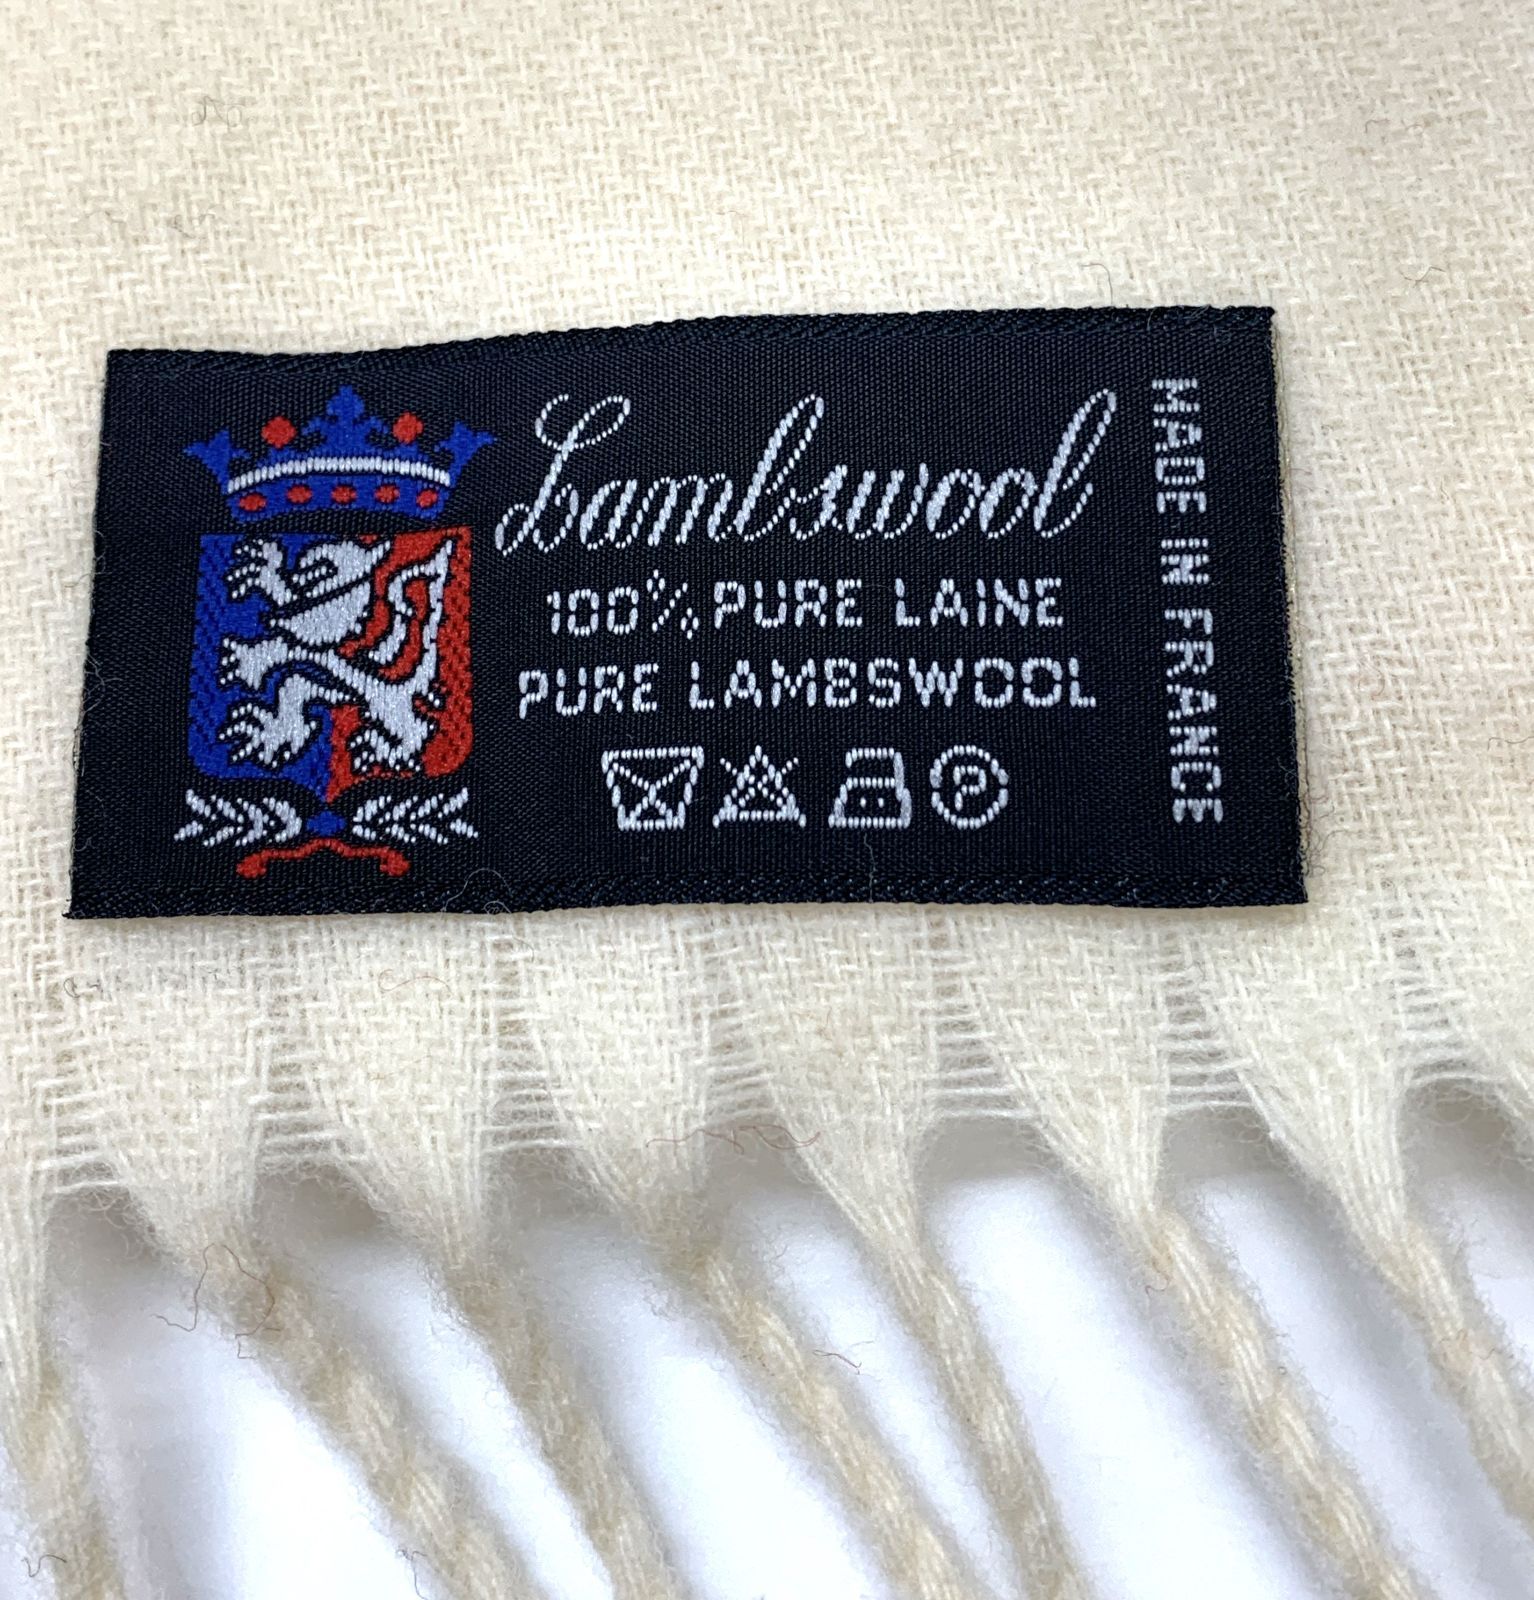 Lambswool
100% PURE LAINE
PURE LAMBSWOOL
P
MADE IN FRANCE